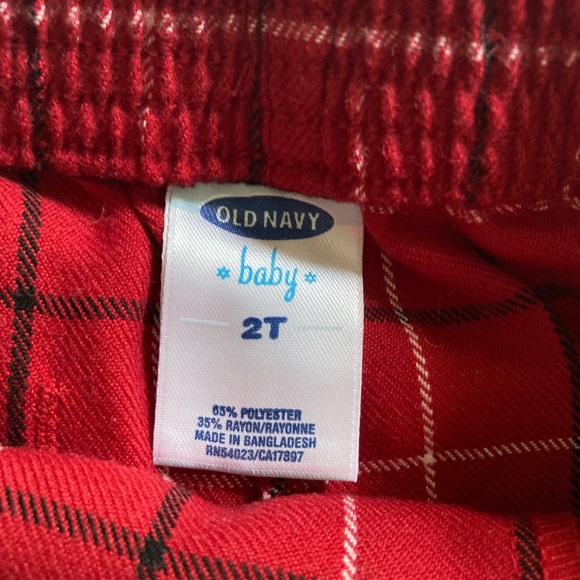 OLD NAVY
baby
2T
65% POLYESTER
35% RAYON/RAYONNE
MADE IN BANGLADESH
RN54023/CA17897